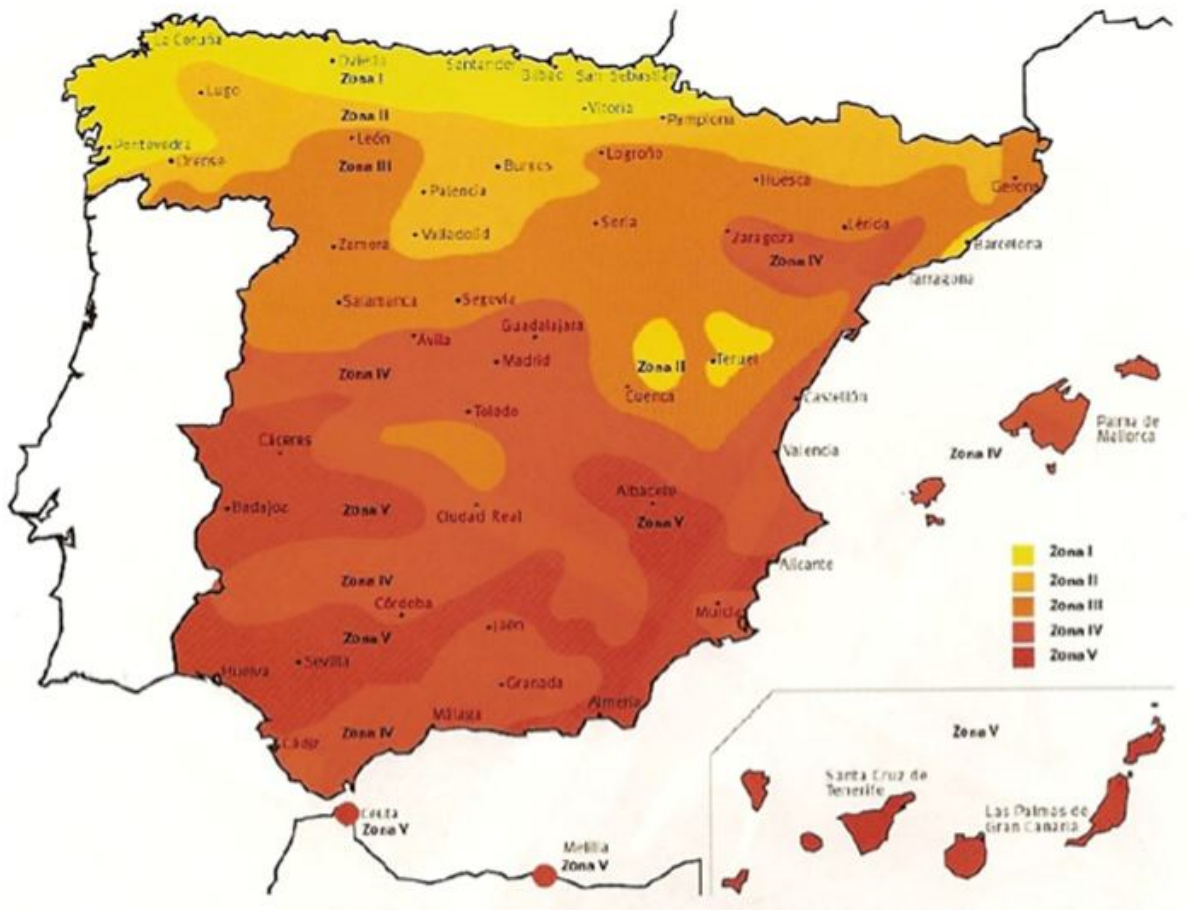 La Coruña
Oviedo
Santander
Bilbao
San Sebastián
Zona I
Lugo
Vitoria
Zona II
Pamplona
Pontevedra
León
Logroño
Orense
Zona III
Burgos
Huesca
Palencia
Gerona
Soria
Lérida
Valladolid
Zaragoza
Zamora
Barcelona
Zona IV
Tarragona
Salamanca
Segovia
Guadalajara
Ávila
Madrid
Zona II
Teruel
Zona IV
Cuenca
Castellón
Toledo
Palma de
Mallorca
Cáceres
Valencia
Zona IV
Albacete
Badajoz
Zona V
Ciudad Real
Zona V
Zona I
Alicante
Zona II
Zona IV
Córdoba
Zona III
Murcia
Jaén
Zona IV
Zona V
Zona V
Sevilla
Huelva
Granada
Almería
Málaga
Zona IV
Cádiz
Zona V
Santa Cruz de
Tenerife
Ceuta
Zona V
Las Palmas de
Gran Canaria
Melilla
Zona V